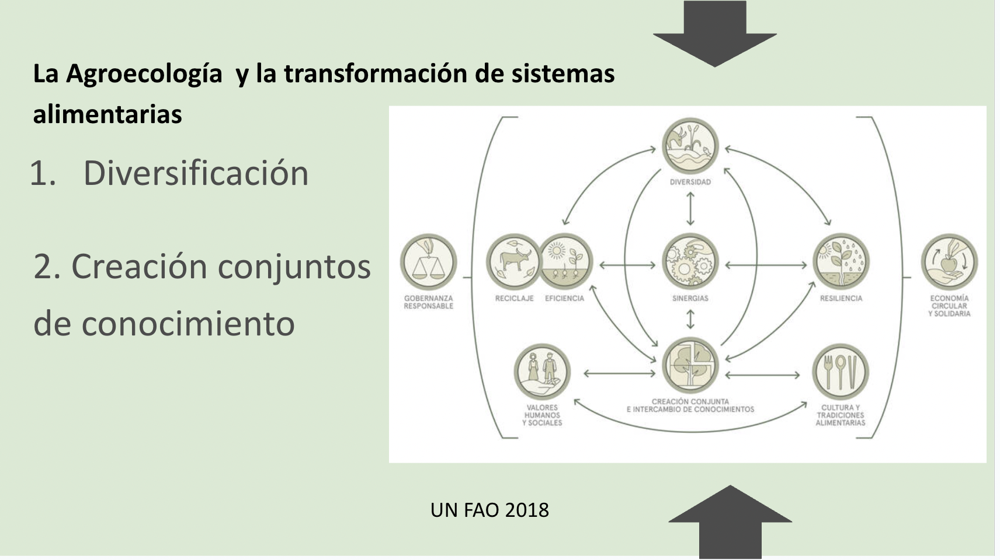 La Agroecología  y la transformación de sistemas
alimentarias
1. Diversificación
2. Creación conjuntos
de conocimiento
DIVERSIDAD
GOBERNANZA
RESPONSABLE
RECICLAJE
EFICIENCIA
SINERGIAS
RESILIENCIA
ECONOMÍA
CIRCULAR
Y SOLIDARIA
VALORES
HUMANOS
Y SOCIALES
CREACIÓN CONJUNTA
E INTERCAMBIO DE CONOCIMIENTOS
CULTURA Y
TRADICIONES
ALIMENTARIAS
UN FAO 2018